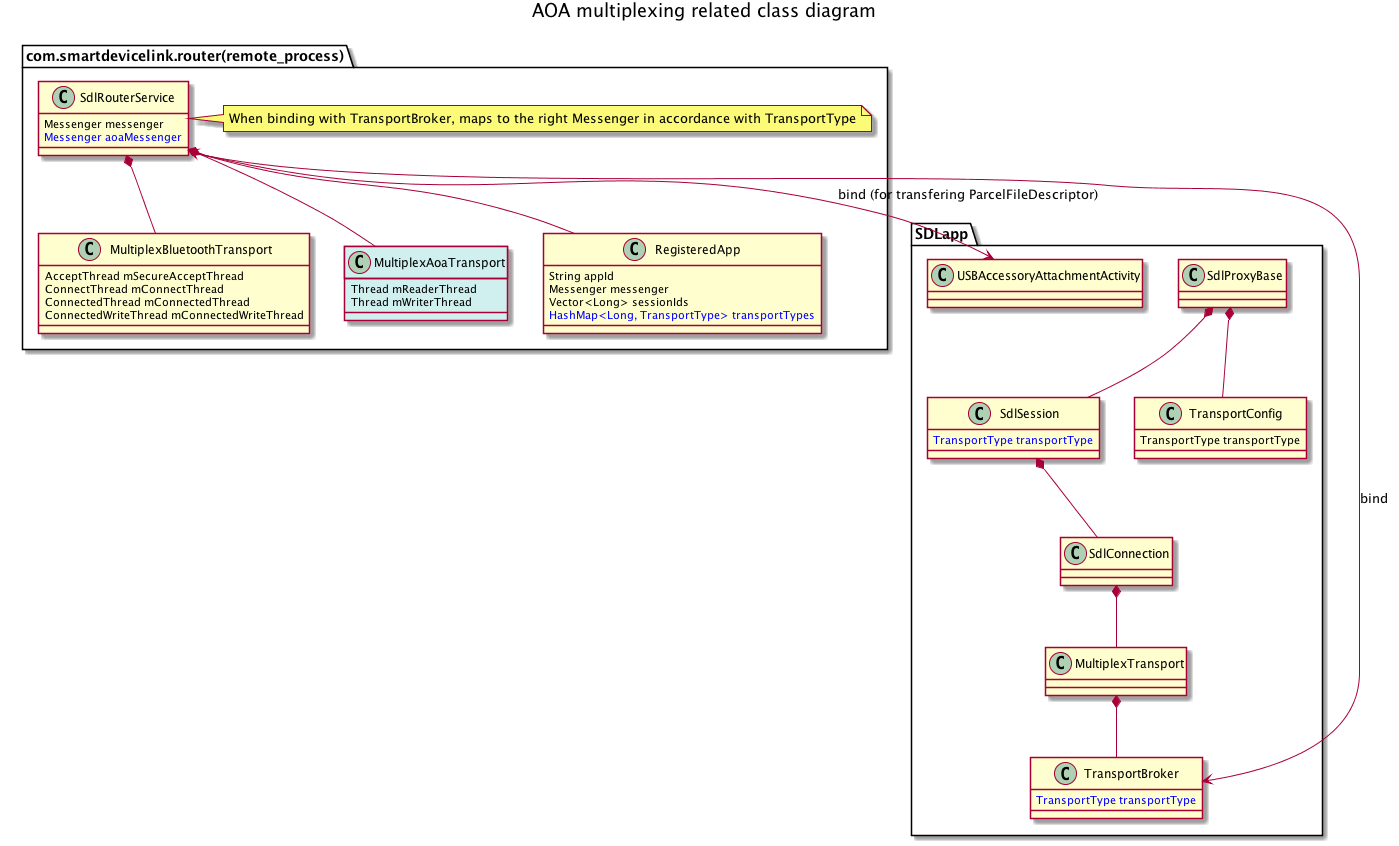 AOA multiplexing related class diagram
com.smartdevicelink.router(remote_process)
C SdlRouterService
Messenger messenger
Messenger aoaMessenger
When binding with TransportBroker, maps to the right Messenger in accordance with TransportType
bind (for transfering ParcelFileDescriptor)
C MultiplexBluetoothTransport
AcceptThread mSecureAcceptThread
ConnectThread mConnectThread
ConnectedThread mConnectedThread
ConnectedWriteThread mConnectedWriteThread
C MultiplexAoaTransport
Thread mReaderThread
Thread mWriterThread
C RegisteredApp
String appId
Messenger messenger
Vector<Long> sessionIds
HashMap<Long, TransportType> transportTypes
SDLapp
C USBAccessoryAttachmentActivity
C SdlProxyBase
C SdlSession
TransportType transportType
C TransportConfig
TransportType transportType
bind
C SdlConnection
C MultiplexTransport
C TransportBroker
TransportType transportType